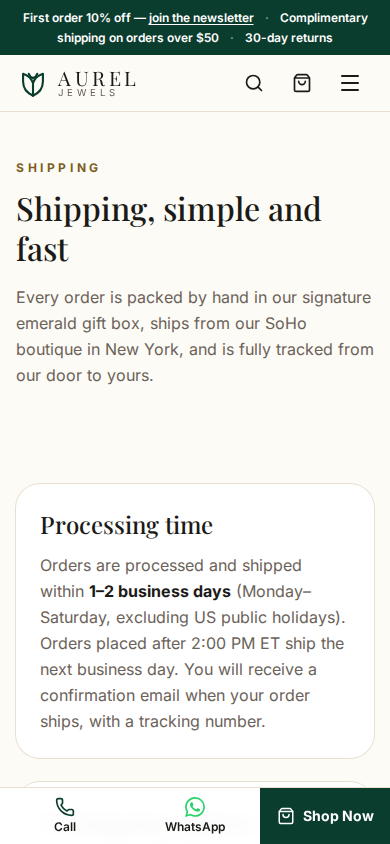 First order 10% off — join the newsletter · Complimentary
shipping on orders over $50 · 30-day returns
AUREL
JEWELS
SHIPPING
Shipping, simple and
fast
Every order is packed by hand in our signature
emerald gift box, ships from our SoHo
boutique in New York, and is fully tracked from
our door to yours.
Processing time
Orders are processed and shipped
within 1–2 business days (Monday–
Saturday, excluding US public holidays).
Orders placed after 2:00 PM ET ship the
next business day. You will receive a
confirmation email when your order
ships, with a tracking number.
Call
WhatsApp
Shop Now